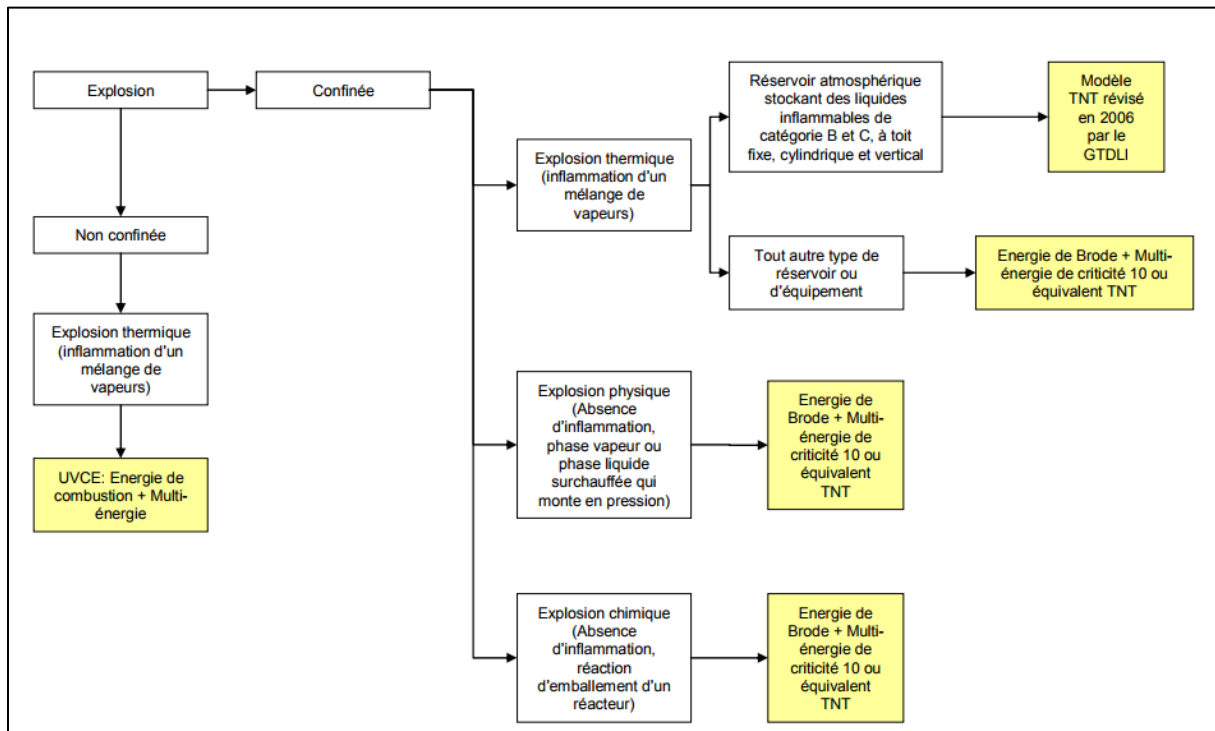 Explosion
Confinée
Réservoir atmosphérique
stockant des liquides
inflammables de
catégorie B et C, à toit
fixe, cylindrique et vertical
Modèle
TNT révisé
en 2006
par le
GTDLI
Explosion thermique
(inflammation d'un
mélange de
vapeurs)
Non confinée
Tout autre type de
réservoir ou
d'équipement
Energie de Brode + Multi-
énergie de criticité 10 ou
équivalent TNT
Explosion thermique
(inflammation d'un
mélange de
vapeurs)
UVCE: Energie de
combustion + Multi-
énergie
Explosion physique
(Absence
d'inflammation,
phase vapeur ou
phase liquide
surchauffée qui
monte en pression)
Energie de
Brode + Multi-
énergie de
criticité 10 ou
équivalent
TNT
Explosion chimique
(Absence
d'inflammation,
réaction
d'emballement d'un
réacteur)
Energie de
Brode + Multi-
énergie de
criticité 10 ou
équivalent
TNT